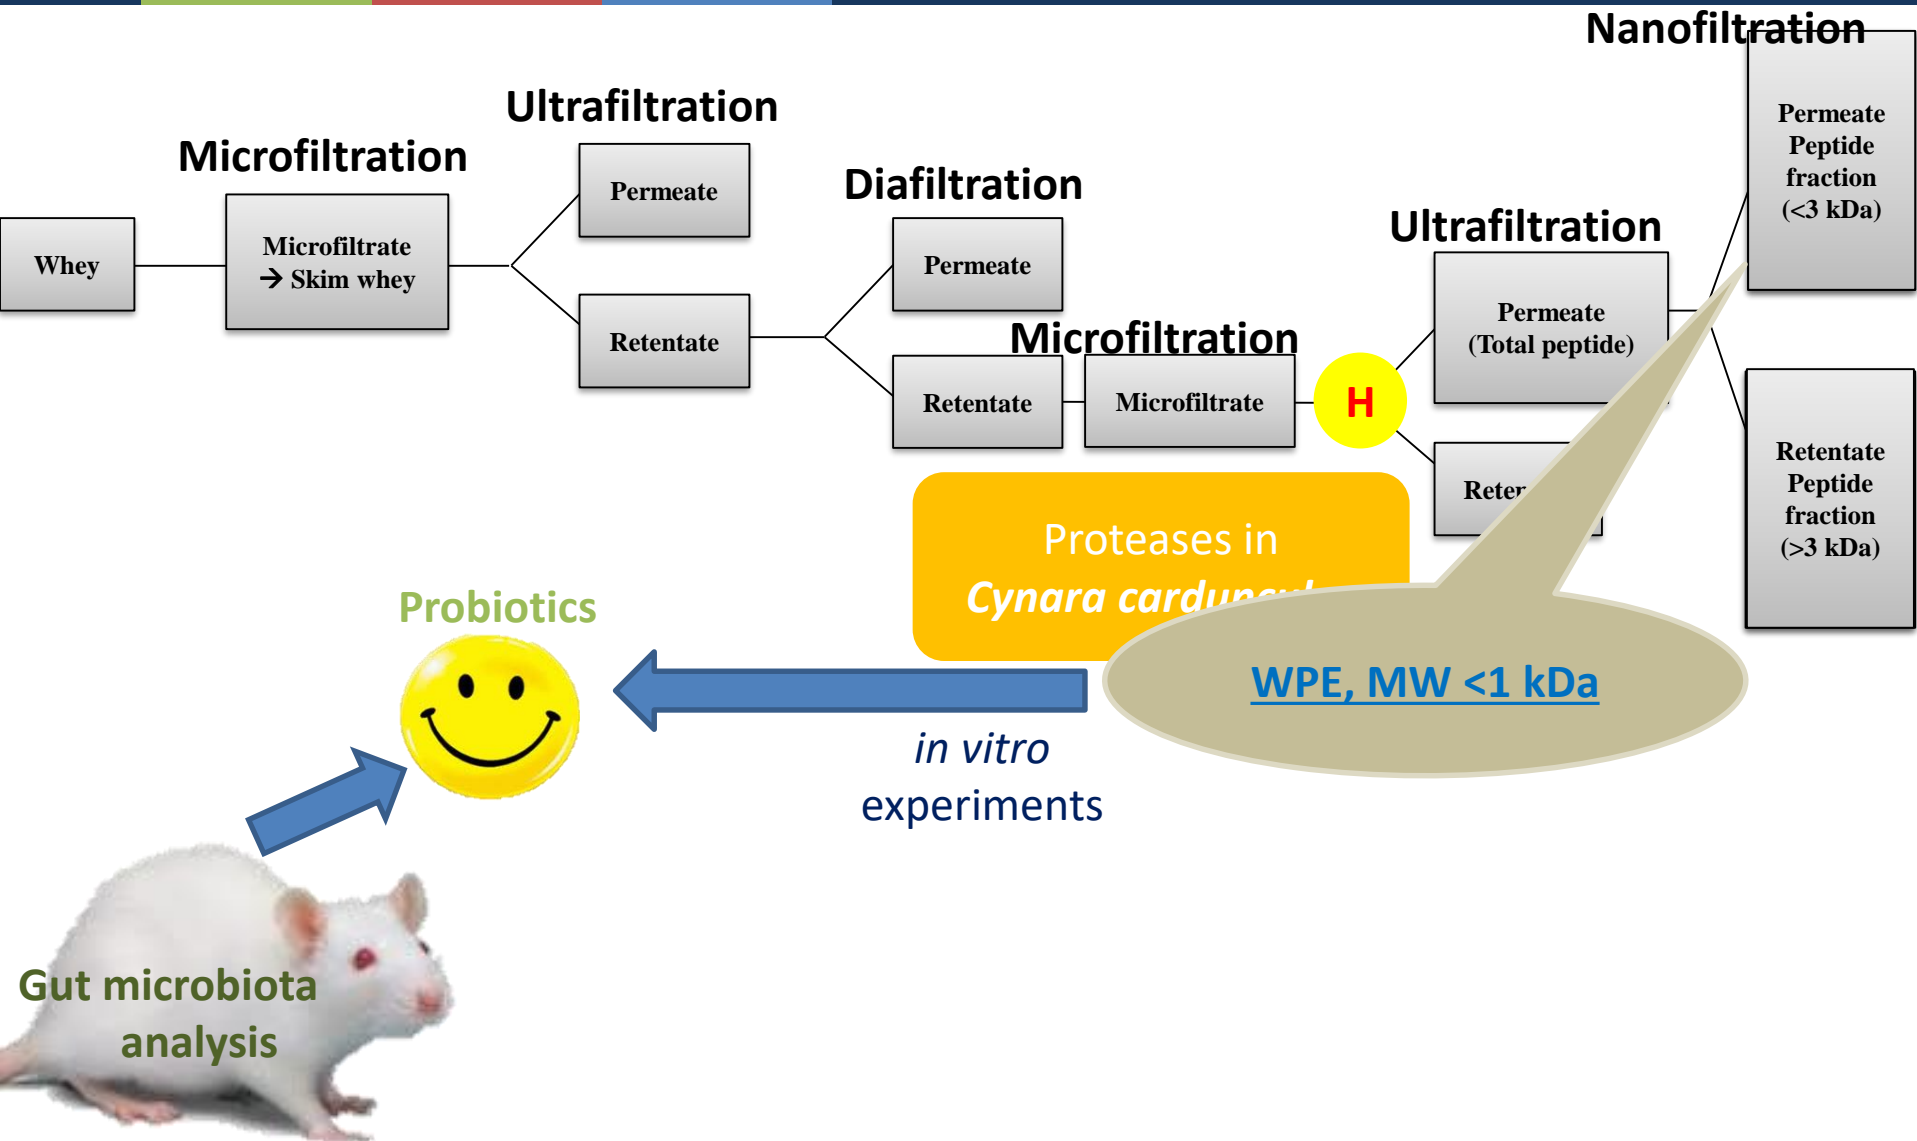 Nanofiltration
Ultrafiltration
Microfiltration
Diafiltration
Ultrafiltration
Microfiltration
Whey
Microfiltrate
→ Skim whey
Permeate
Retentate
Permeate
Retentate
Microfiltrate
H
Permeate
(Total peptide)
Permeate
Peptide
fraction
(<3 kDa)
Retentate
Peptide
fraction
(>3 kDa)
Proteases in
Cynara
WPE, MW <1 kDa
Probiotics
in vitro
experiments
Gut microbiota
analysis